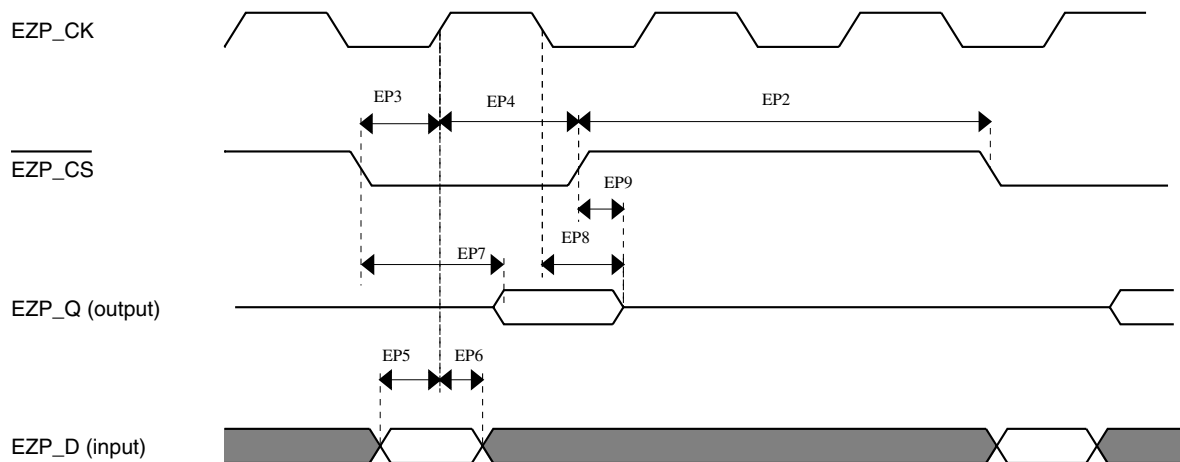 EZP_CK
EP3
EP4
EP2
EZP_CS
EP9
EP8
EP7
EZP_Q (output)
EP5
EP6
EZP_D (input)